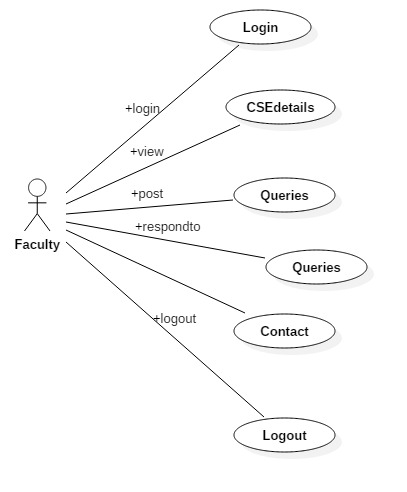 Login
+login
CSEdetails
+view
+post
Queries
+respondto
Faculty
Queries
+logout
Contact
Logout